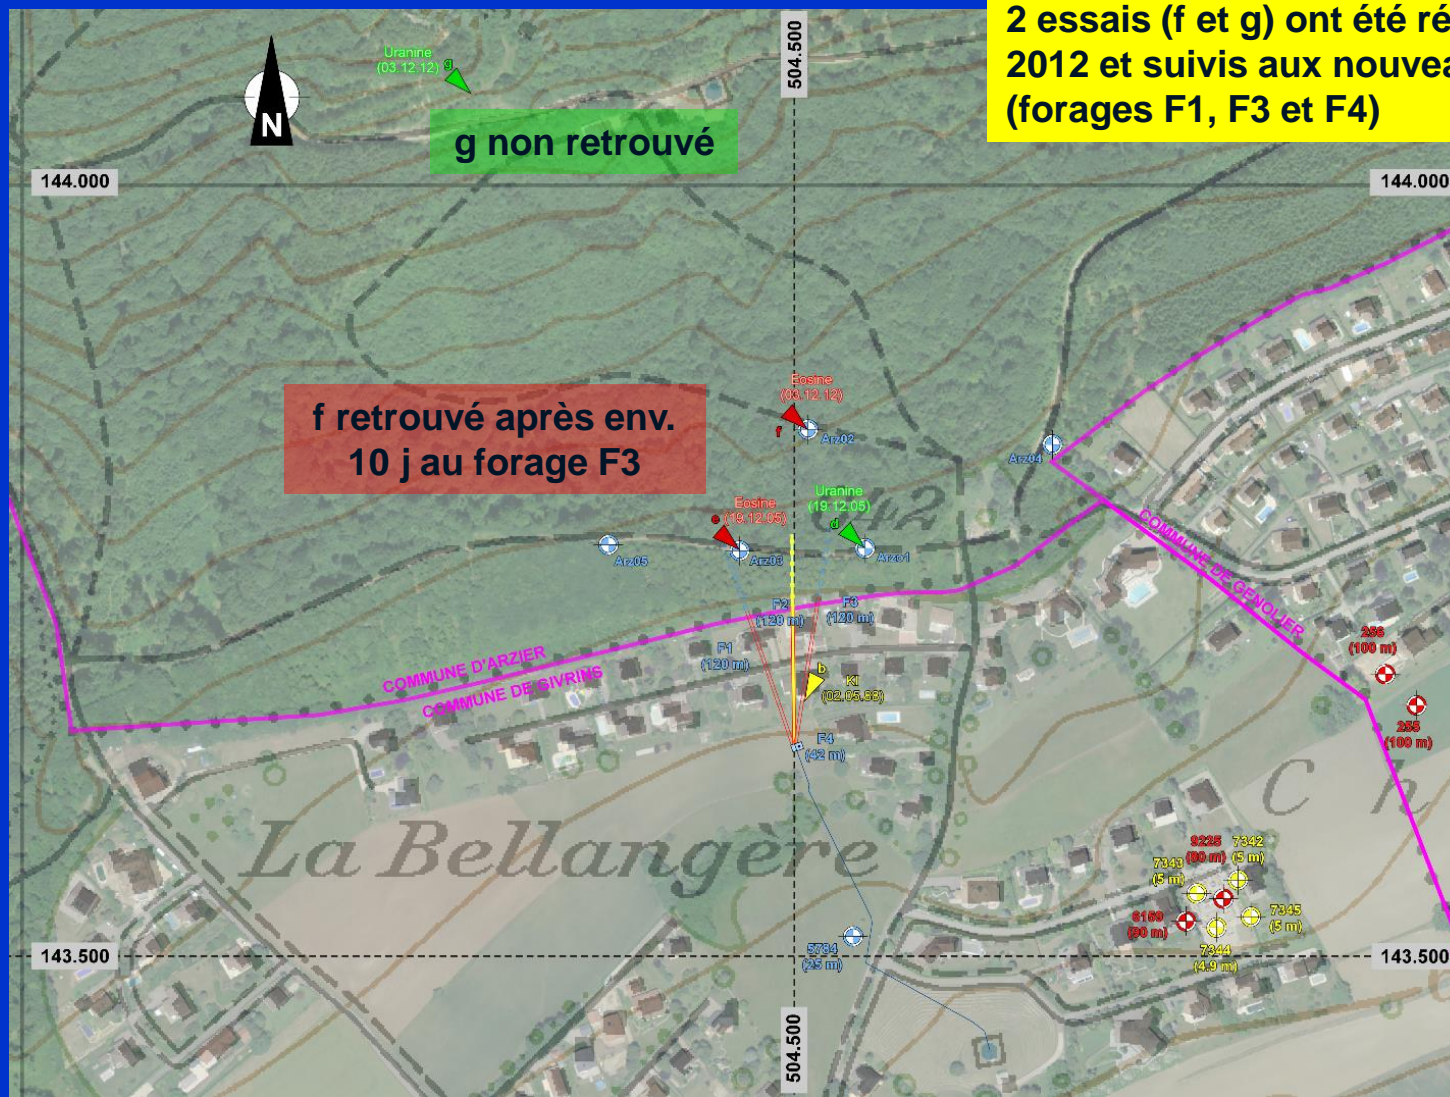 2 essais (f et g) ont été ré
2012 et suivis aux nouvea
(forages F1, F3 et F4)
504.500
Uranine
(03.12.12)
g
N
g non retrouvé
144.000
144.000
f retrouvé après env.
10 j au forage F3
Eosine
(03.12.12)
f
Arz02
Arz04
Eosine
(19.12.05)
e
Uranine
(19.12.05)
d
642
Arz05
Arz03
Arz01
F2
(120 m)
F3
(120 m)
F1
(120 m)
COMMUNE D'ARZIER
COMMUNE DE GIVRINS
COMMUNE DE GENOLIER
b
KI
(02.05.88)
F4
(42 m)
256
(100 m)
255
(100 m)
C h
La Bellangère
9225
(80 m)
7342
(5 m)
7343
(5 m)
6159
(90 m)
7345
(5 m)
7344
(4.9 m)
5784
(25 m)
143.500
143.500
504.500